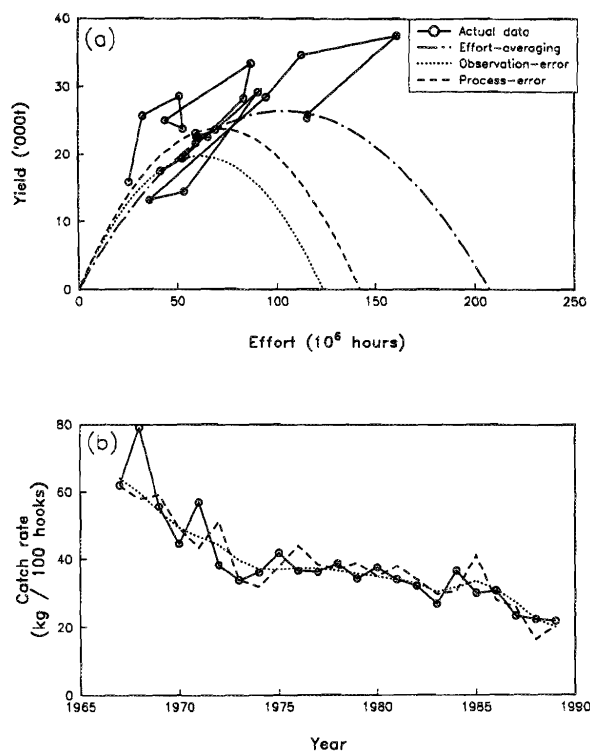 (a)
Yield ('000t)
40
30
20
10
0
Actual data
Effort-averaging
Observation-error
Process-error
0 50 100 150 200 250
Effort (10⁶ hours)
(b)
Catch rate
(kg / 100 hooks)
80
60
40
20
0
1965 1970 1975 1980 1985 1990
Year